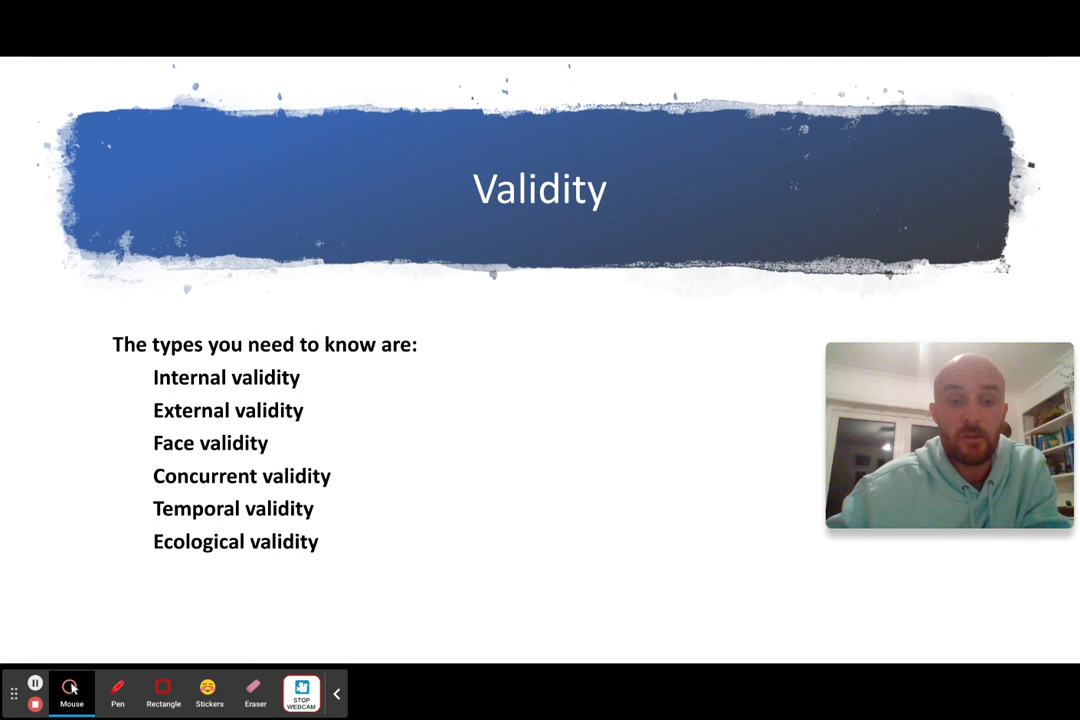 Validity
The types you need to know are:
Internal validity
External validity
Face validity
Concurrent validity
Temporal validity
Ecological validity
Mouse
Pen
Rectangle
Stickers
Eraser
STOP
WEBCAM